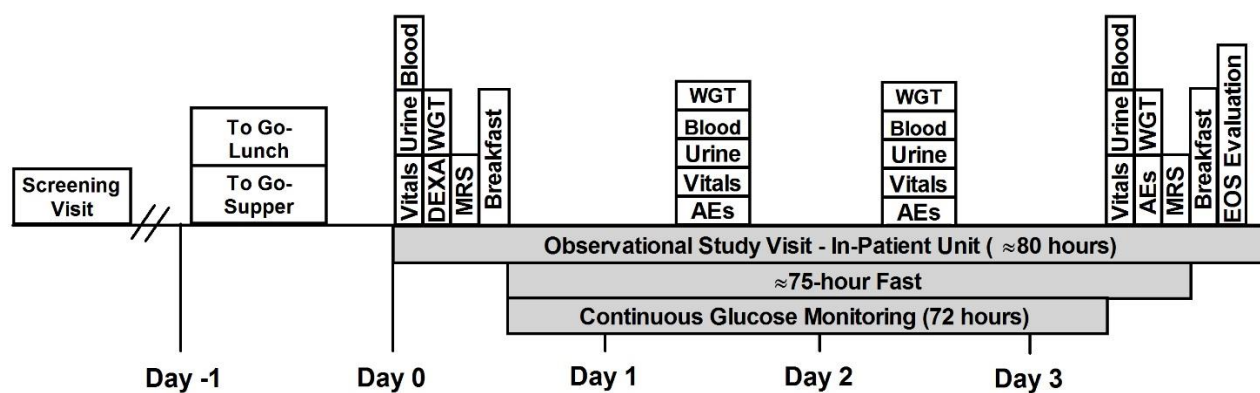 Screening
Visit
To Go-
Lunch
To Go-
Supper
Blood
Urine
Vitals
WGT
DEXA
MRS
Breakfast
WGT
Blood
Urine
Vitals
AEs
WGT
Blood
Urine
Vitals
AEs
Blood
Urine
Vitals
WGT
AEs
MRS
Breakfast
EOS Evaluation
Observational Study Visit - In-Patient Unit ( ≈80 hours)
≈75-hour Fast
Continuous Glucose Monitoring (72 hours)
Day -1
Day 0
Day 1
Day 2
Day 3